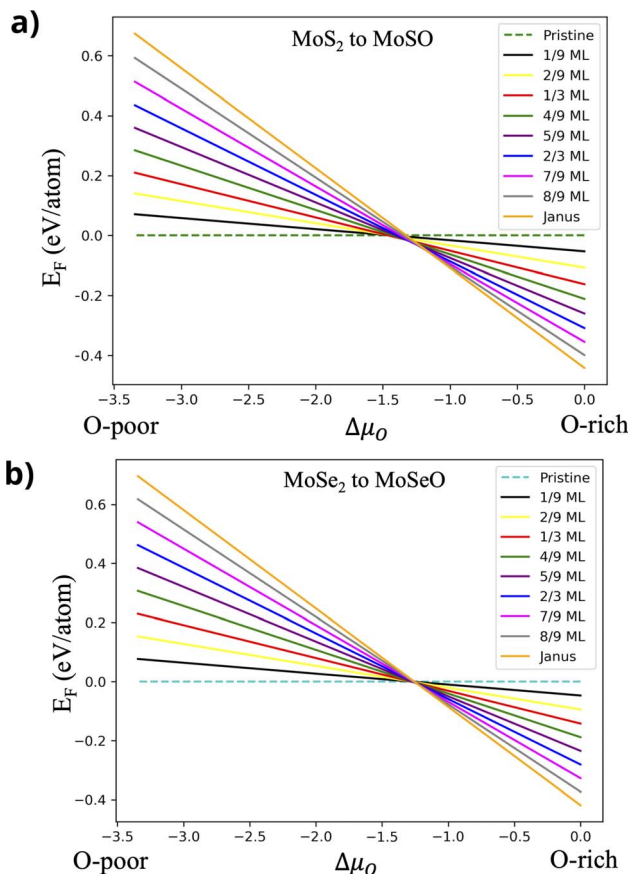 a)
MoS₂ to MoSO
Pristine
1/9 ML
2/9 ML
1/3 ML
4/9 ML
5/9 ML
2/3 ML
7/9 ML
8/9 ML
Janus
E_F (eV/atom)
0.6
0.4
0.2
0.0
-0.2
-0.4
−3.5
−3.0
−2.5
−2.0
−1.5
−1.0
−0.5
0.0
O-poor
Δμ_O
O-rich
b)
MoSe₂ to MoSeO
Pristine
1/9 ML
2/9 ML
1/3 ML
4/9 ML
5/9 ML
2/3 ML
7/9 ML
8/9 ML
Janus
E_F (eV/atom)
0.6
0.4
0.2
0.0
−0.2
−0.4
−3.5
−3.0
−2.5
−2.0
−1.5
−1.0
−0.5
0.0
O-poor
Δμ_O
O-rich